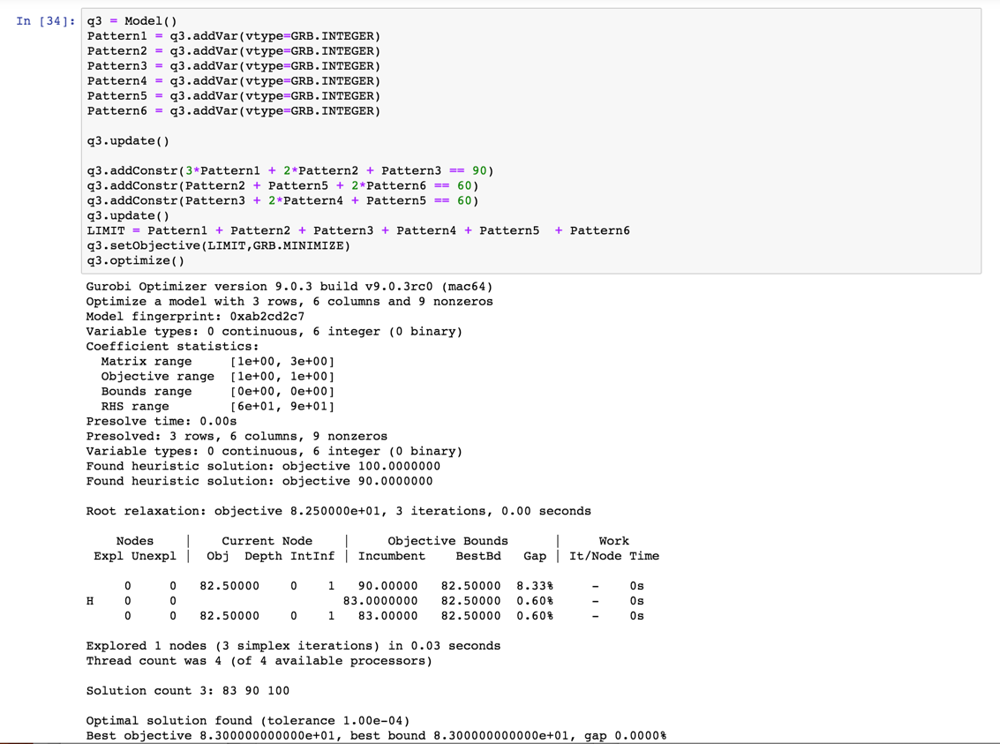 In [34]: q3 = Model()
Pattern1 = q3.addVar(vtype=GRB.INTEGER)
Pattern2 = q3.addVar(vtype=GRB.INTEGER)
Pattern3 = q3.addVar(vtype=GRB.INTEGER)
Pattern4 = q3.addVar(vtype=GRB.INTEGER)
Pattern5 = q3.addVar(vtype=GRB.INTEGER)
Pattern6 = q3.addVar(vtype=GRB.INTEGER)

q3.update()

q3.addConstr(3*Pattern1 + 2*Pattern2 + Pattern3 == 90)
q3.addConstr(Pattern2 + Pattern5 + 2*Pattern6 == 60)
q3.addConstr(Pattern3 + 2*Pattern4 + Pattern5 == 60)
q3.update()
LIMIT = Pattern1 + Pattern2 + Pattern3 + Pattern4 + Pattern5  + Pattern6
q3.setObjective(LIMIT,GRB.MINIMIZE)
q3.optimize()
Gurobi Optimizer version 9.0.3 build v9.0.3rc0 (mac64)
Optimize a model with 3 rows, 6 columns and 9 nonzeros
Model fingerprint: 0xab2cd2c7
Variable types: 0 continuous, 6 integer (0 binary)
Coefficient statistics:
  Matrix range     [1e+00, 3e+00]
  Objective range  [1e+00, 1e+00]
  Bounds range     [0e+00, 0e+00]
  RHS range        [6e+01, 9e+01]
Presolve time: 0.00s
Presolved: 3 rows, 6 columns, 9 nonzeros
Variable types: 0 continuous, 6 integer (0 binary)
Found heuristic solution: objective 100.0000000
Found heuristic solution: objective 90.0000000

Root relaxation: objective 8.250000e+01, 3 iterations, 0.00 seconds

    Nodes    |    Current Node    |     Objective Bounds      |     Work
 Expl Unexpl |  Obj  Depth IntInf | Incumbent    BestBd   Gap | It/Node Time

     0     0   82.50000    0    1   90.00000   82.50000  8.33%     -    0s
H    0     0                      83.0000000   82.50000  0.60%     -    0s
     0     0   82.50000    0    1   83.00000   82.50000  0.60%     -    0s

Explored 1 nodes (3 simplex iterations) in 0.03 seconds
Thread count was 4 (of 4 available processors)

Solution count 3: 83 90 100

Optimal solution found (tolerance 1.00e-04)
Best objective 8.300000000000e+01, best bound 8.300000000000e+01, gap 0.0000%